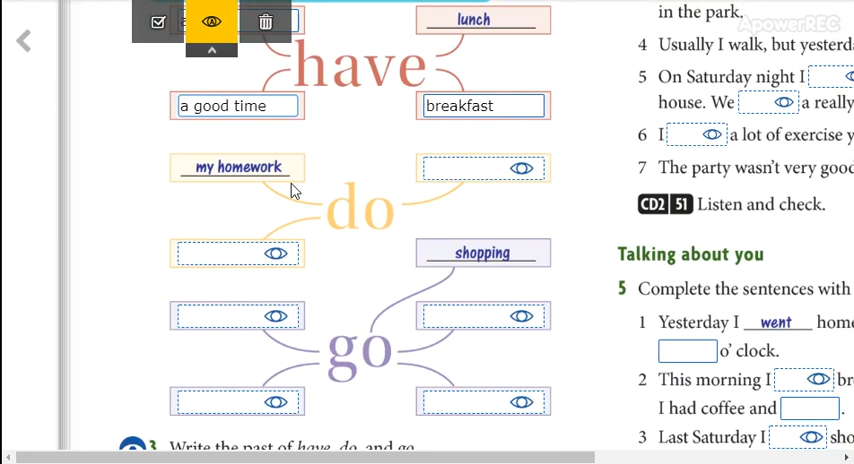 lunch
have
a good time
breakfast
my homework
do
shopping
go
3 Write the past of have, do, and go
in the park.
ApowerREC
4 Usually I walk, but yesterd
5 On Saturday night I
house. We a really
6 I a lot of exercise y
7 The party wasn't very good
CD2 51 Listen and check.
Talking about you
5 Complete the sentences with
1 Yesterday I went home
o' clock.
2 This morning I br
I had coffee and .
3 Last Saturday I sho